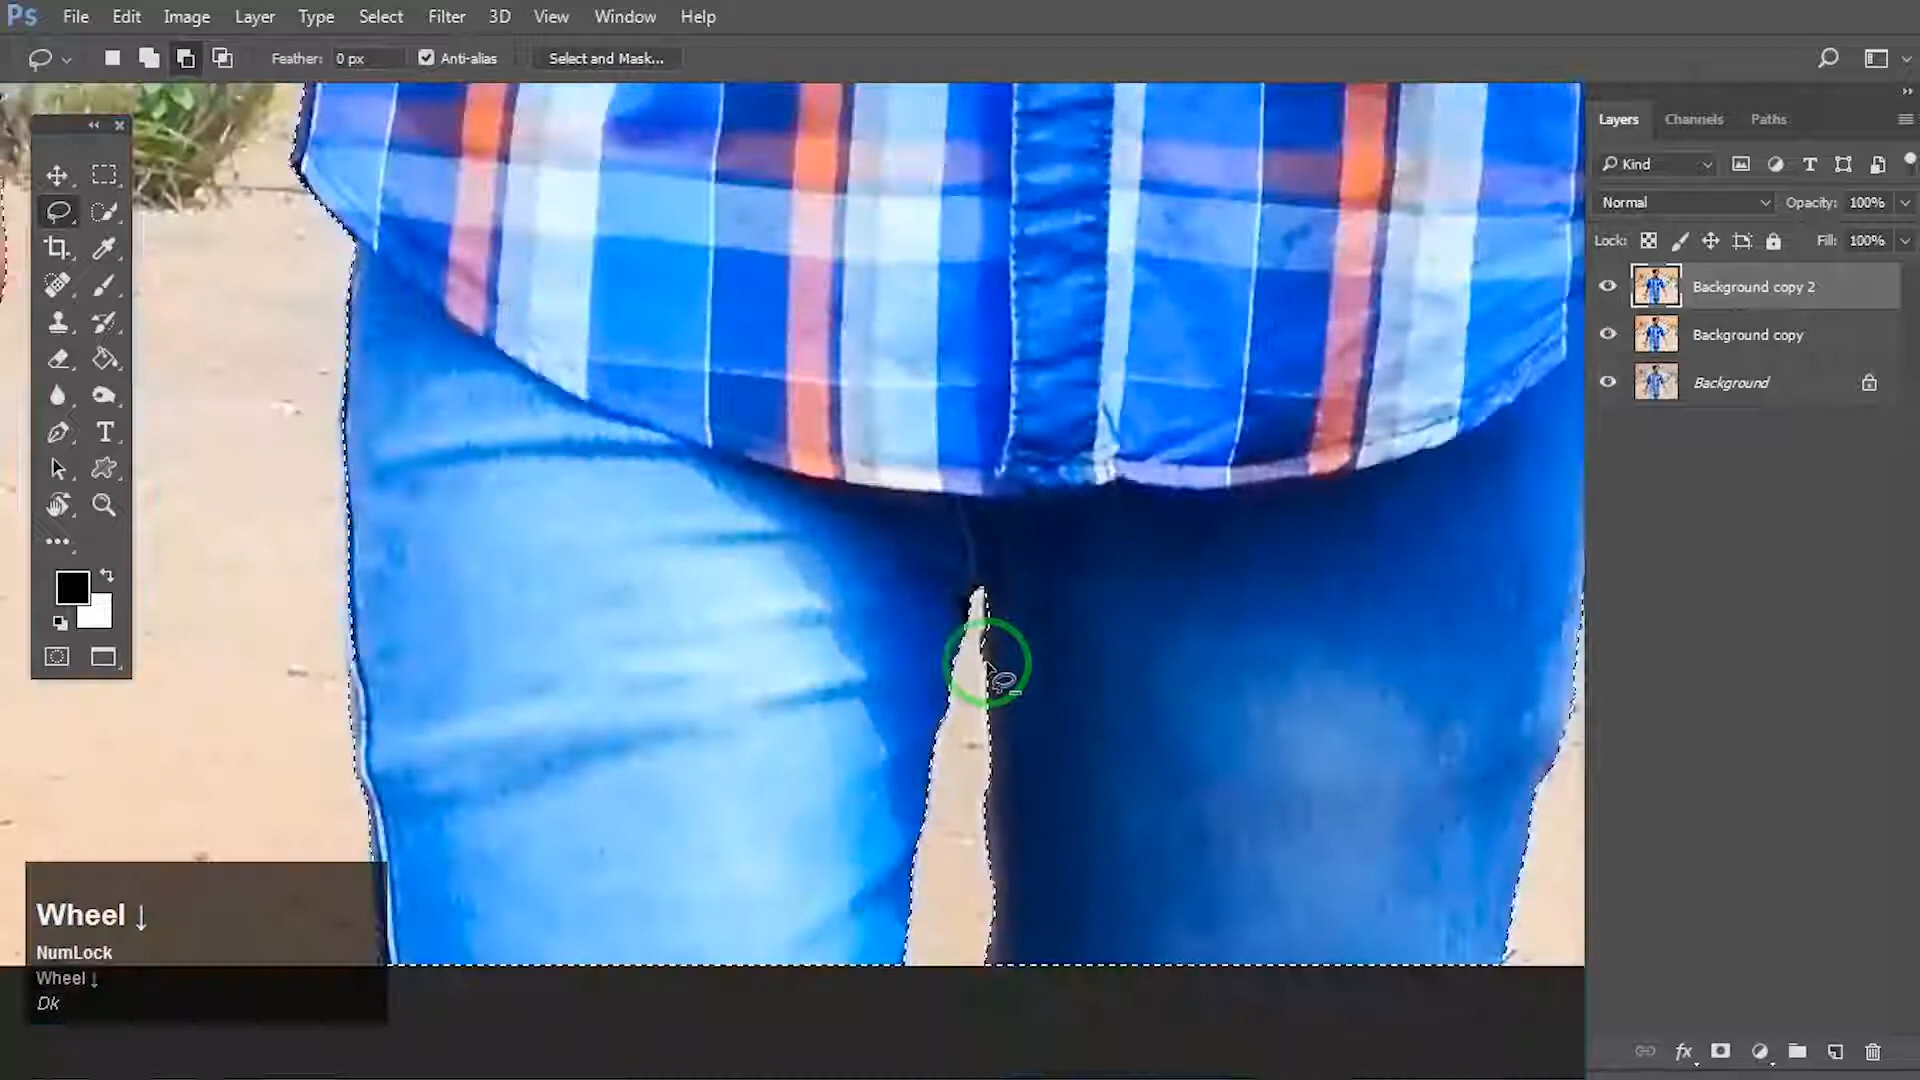 Ps File Edit Image Layer Type Select Filter 3D View Window Help
Feather: 0 px Anti-alias Select and Mask...
Layers Channels Paths
Kind
Normal Opacity: 100%
Lock: Fill: 100%
Background copy 2
Background copy
Background
Wheel ↓
NumLock
Wheel ↓
Dk
fx